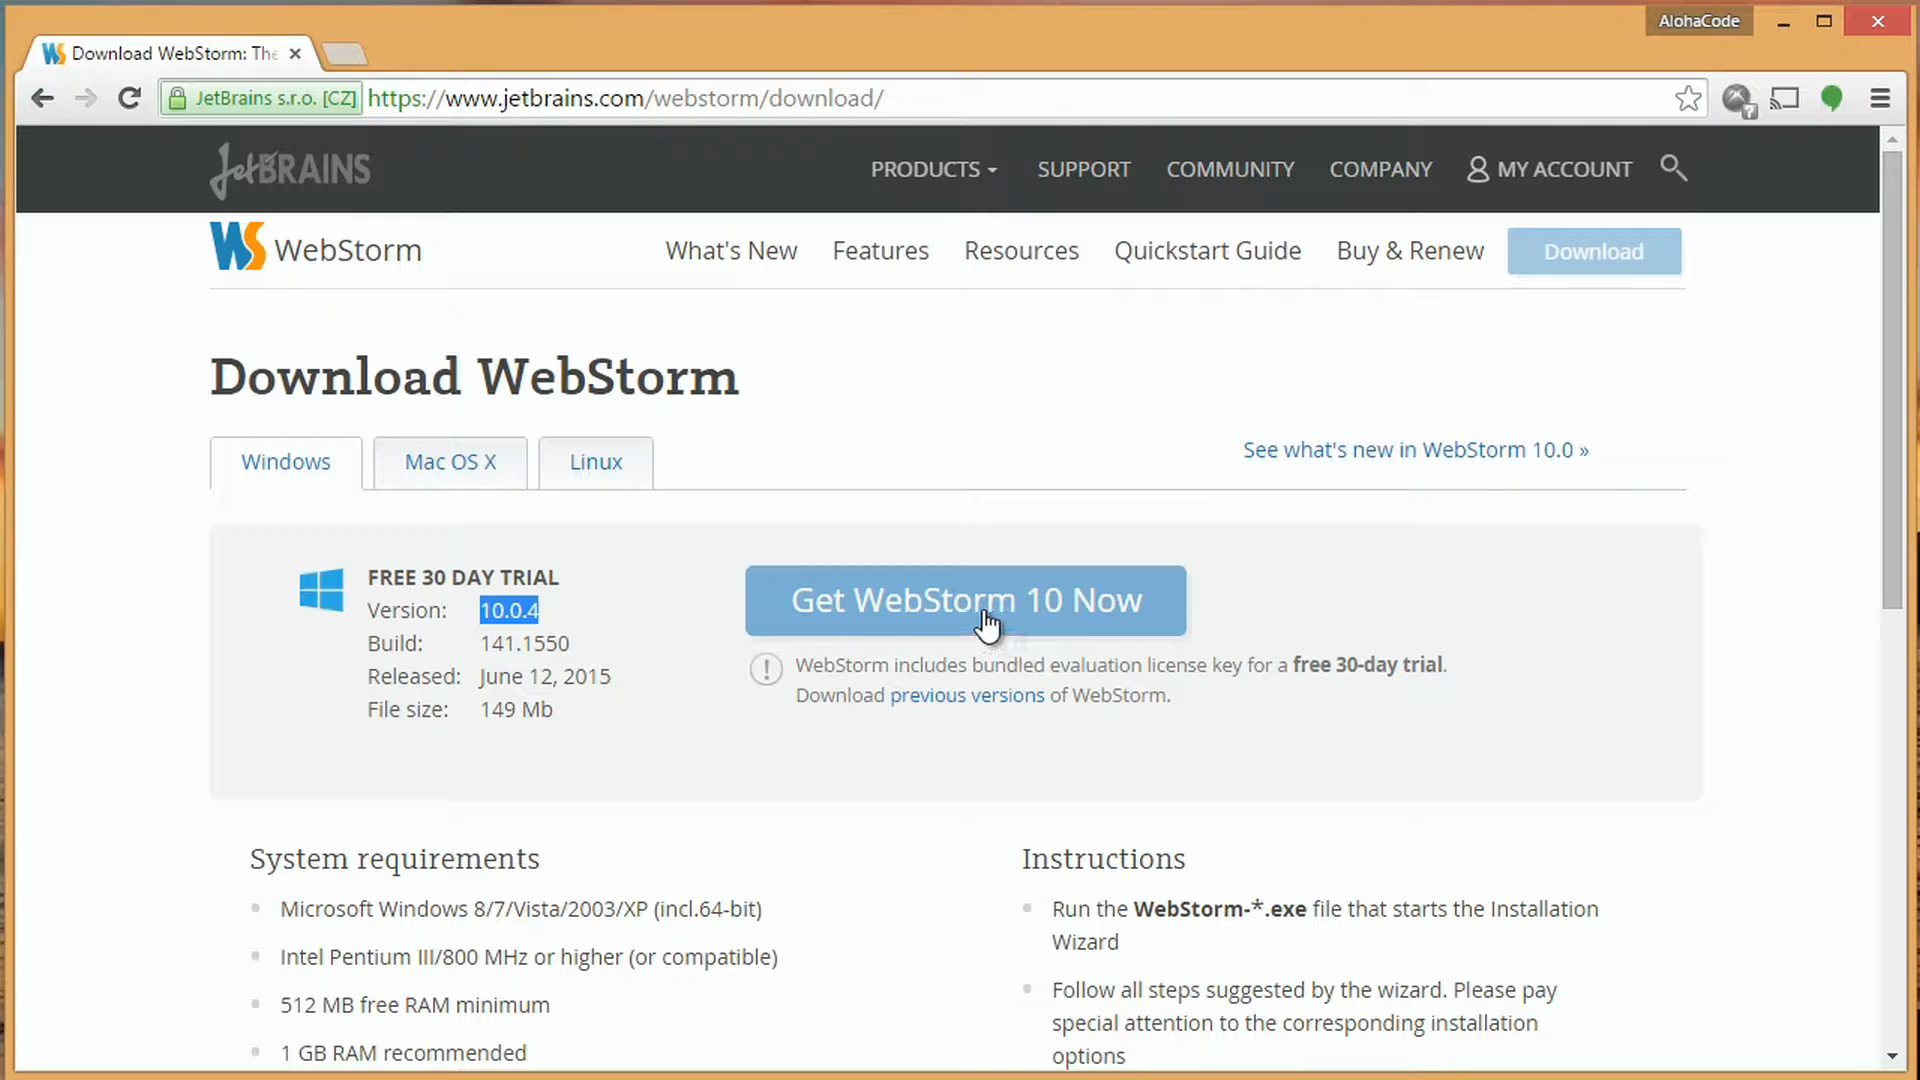 AlohaCode
Download WebStorm: The
JetBrains s.r.o. [CZ] https://www.jetbrains.com/webstorm/download/
JetBRAINS
PRODUCTS SUPPORT COMMUNITY COMPANY MY ACCOUNT
WS WebStorm What's New Features Resources Quickstart Guide Buy & Renew Download
Download WebStorm
Windows Mac OS X Linux
See what's new in WebStorm 10.0 »
FREE 30 DAY TRIAL
Version: 10.0.4
Build: 141.1550
Released: June 12, 2015
File size: 149 Mb
Get WebStorm 10 Now
WebStorm includes bundled evaluation license key for a free 30-day trial.
Download previous versions of WebStorm.
System requirements
Microsoft Windows 8/7/Vista/2003/XP (incl.64-bit)
Intel Pentium III/800 MHz or higher (or compatible)
512 MB free RAM minimum
1 GB RAM recommended
Instructions
Run the WebStorm-*.exe file that starts the Installation
Wizard
Follow all steps suggested by the wizard. Please pay
special attention to the corresponding installation
options